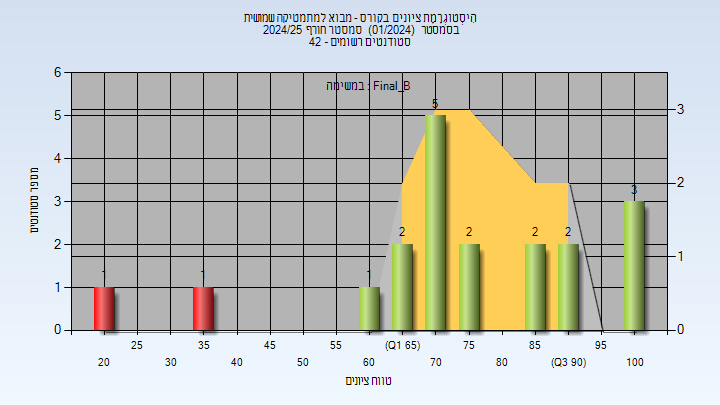 היסטוגרמת ציונים בקורס - מבוא למתמטיקה שמושית
בסמסטר (01/2024) סמסטר חורף 2024/25
סטודנטים רשומים - 42
במשימה : Final_B
מספר סטודנטים
6
5
4
3
2
1
0
3
2
1
0
1
1
1
2
5
2
2
2
3
25 35 45 55 (Q1 65) 75 85 95
20 30 40 50 60 70 80 (Q3 90) 100
טווח ציונים